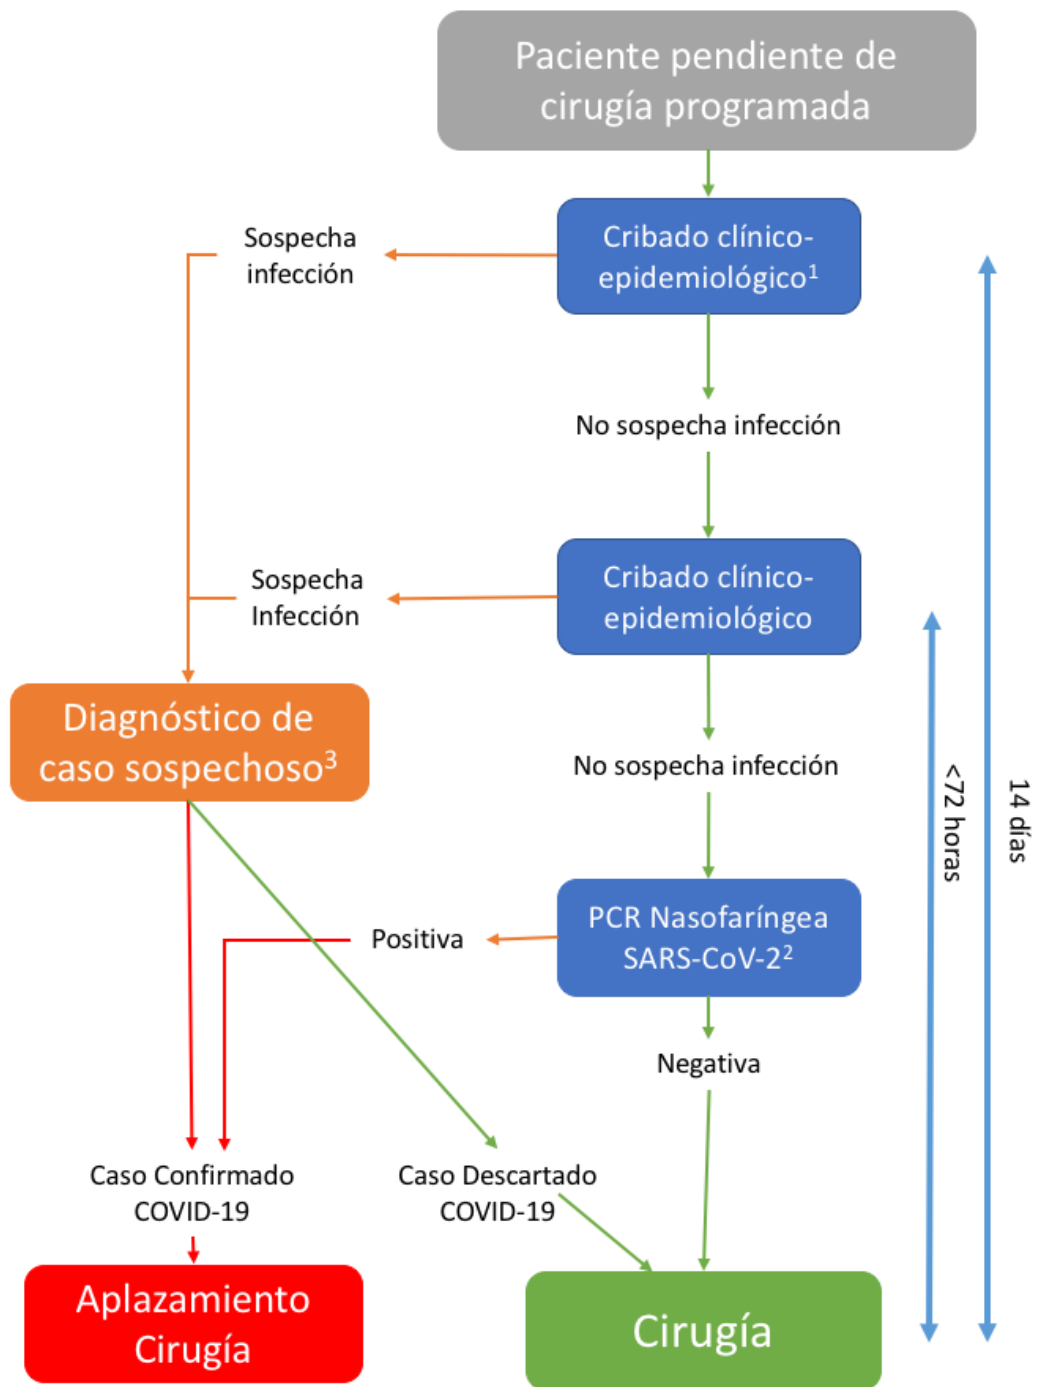 Paciente pendiente de
cirugía programada
Cribado clínico-
epidemiológico¹
Sospecha
infección
No sospecha infección
Cribado clínico-
epidemiológico
Sospecha
Infección
Diagnóstico de
caso sospechoso³
No sospecha infección
<72 horas
14 días
PCR Nasofaríngea
SARS-CoV-2²
Positiva
Negativa
Caso Confirmado
COVID-19
Caso Descartado
COVID-19
Aplazamiento
Cirugía
Cirugía